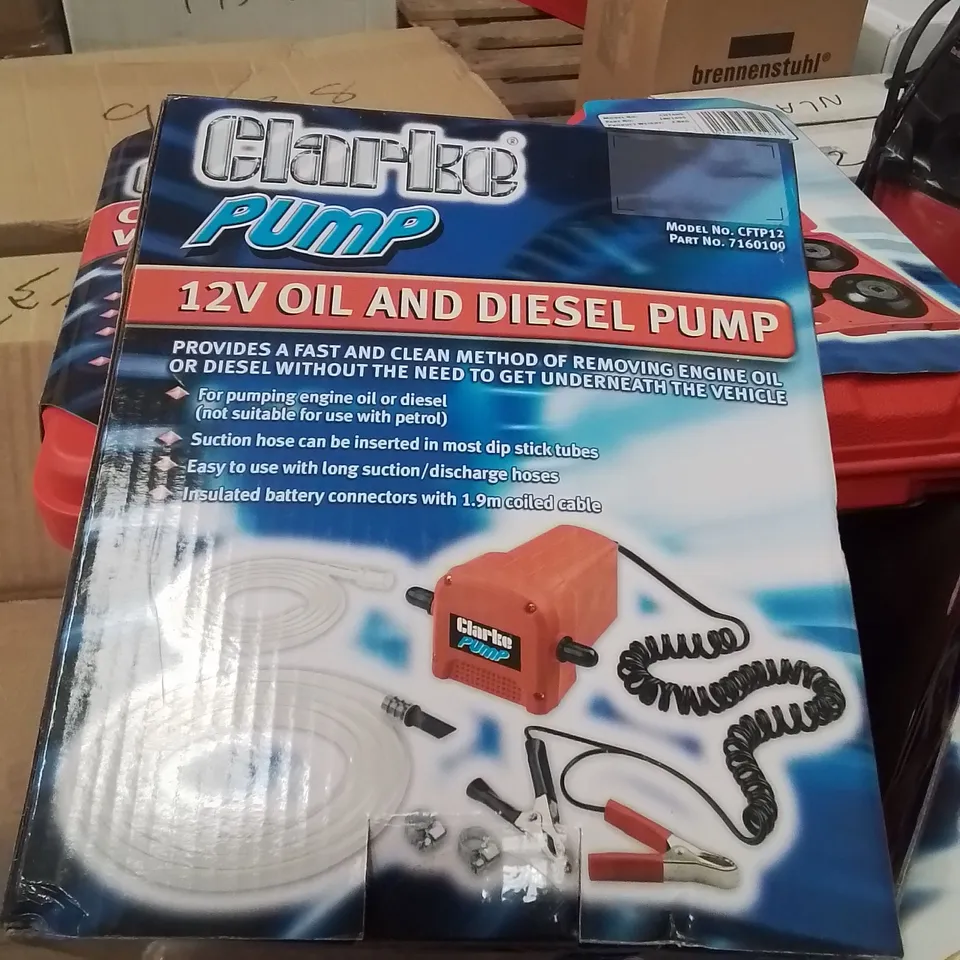 brennenstuhl®
Clarke®
PUMP
MODEL NO. CFTP12
PART NO. 7160100
12V OIL AND DIESEL PUMP
PROVIDES A FAST AND CLEAN METHOD OF REMOVING ENGINE OIL
OR DIESEL WITHOUT THE NEED TO GET UNDERNEATH THE VEHICLE
For pumping engine oil or diesel
(not suitable for use with petrol)
Suction hose can be inserted in most dip stick tubes
Easy to use with long suction/discharge hoses
Insulated battery connectors with 1.9m coiled cable
Clarke
PUMP
NLA
2